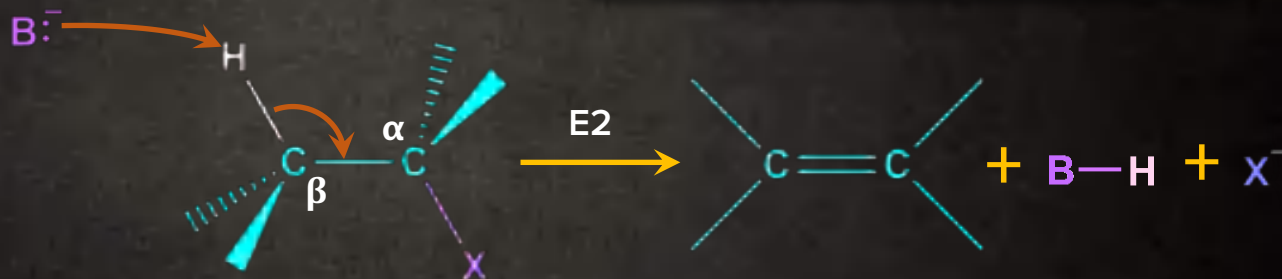 B:⁻
H
α
C C
β
X
E2
C C
+ B—H + X⁻